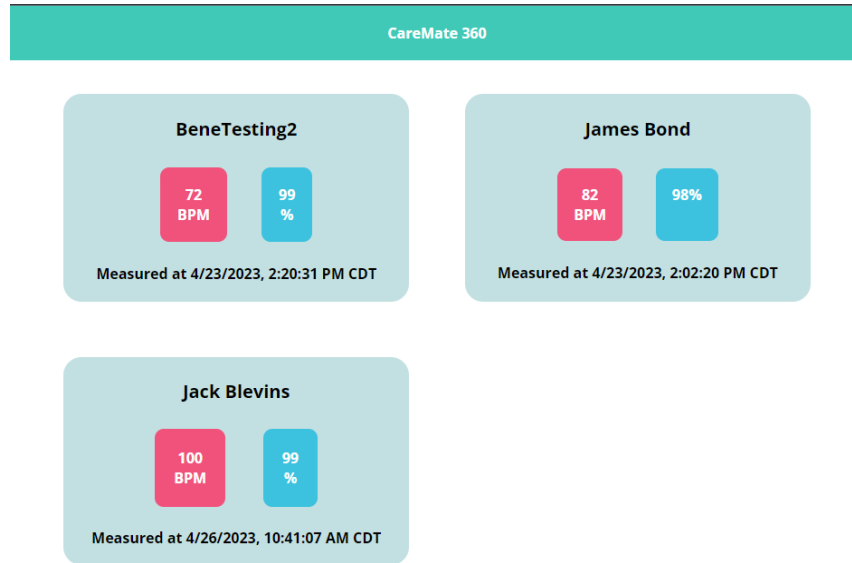 CareMate 360
BeneTesting2
72
BPM
99
%
Measured at 4/23/2023, 2:20:31 PM CDT
James Bond
82
BPM
98%
Measured at 4/23/2023, 2:02:20 PM CDT
Jack Blevins
100
BPM
99
%
Measured at 4/26/2023, 10:41:07 AM CDT